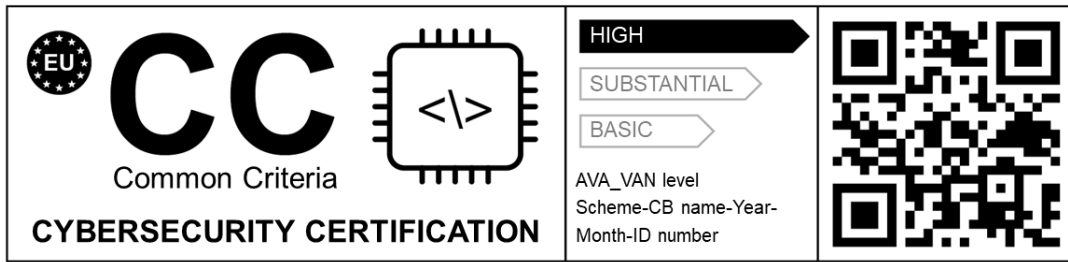 EU
CC
Common Criteria
<\>
CYBERSECURITY CERTIFICATION
HIGH
SUBSTANTIAL
BASIC
AVA_VAN level
Scheme-CB name-Year-
Month-ID number